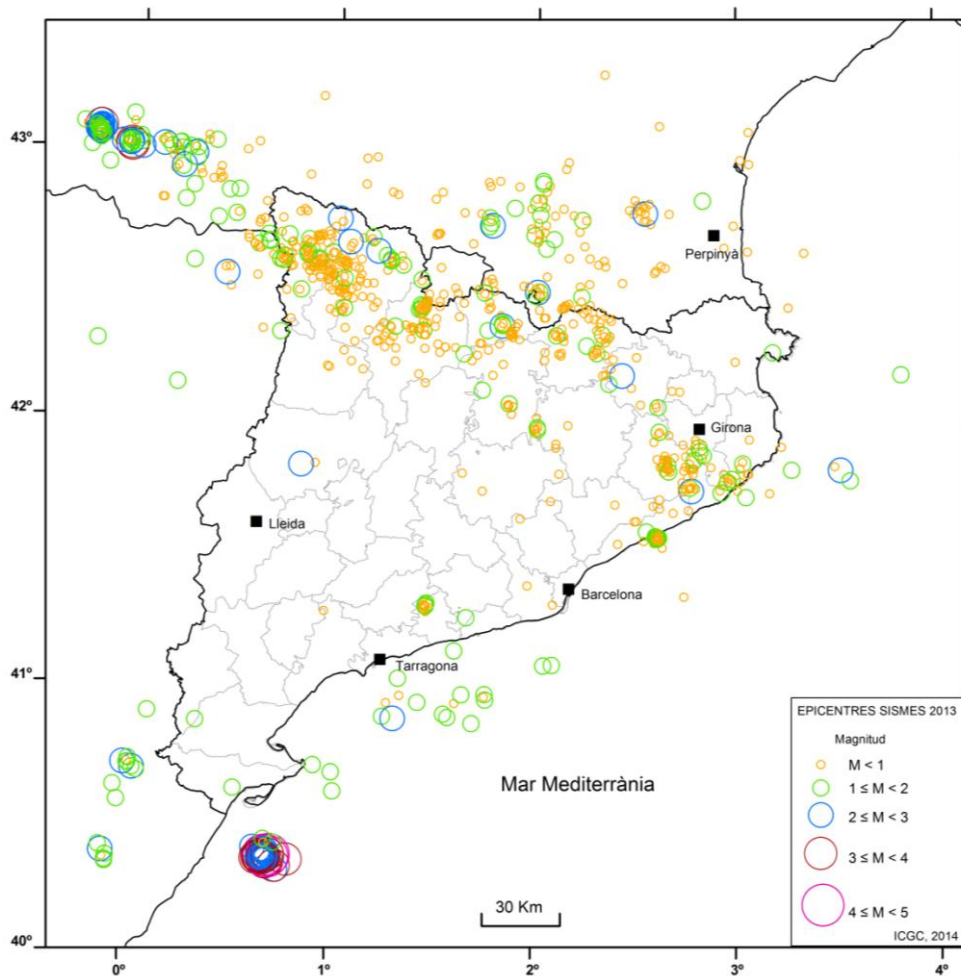 43º
Perpinya
42º
Girona
Lleida
Barcelona
Tarragona
41º
EPICENTRES SISMES 2013
Magnitud
M < 1
1 ≤ M < 2
2 ≤ M < 3
3 ≤ M < 4
4 ≤ M < 5
ICGC, 2014
Mar Mediterrània
30 Km
40º
0º 1º 2º 3º 4º